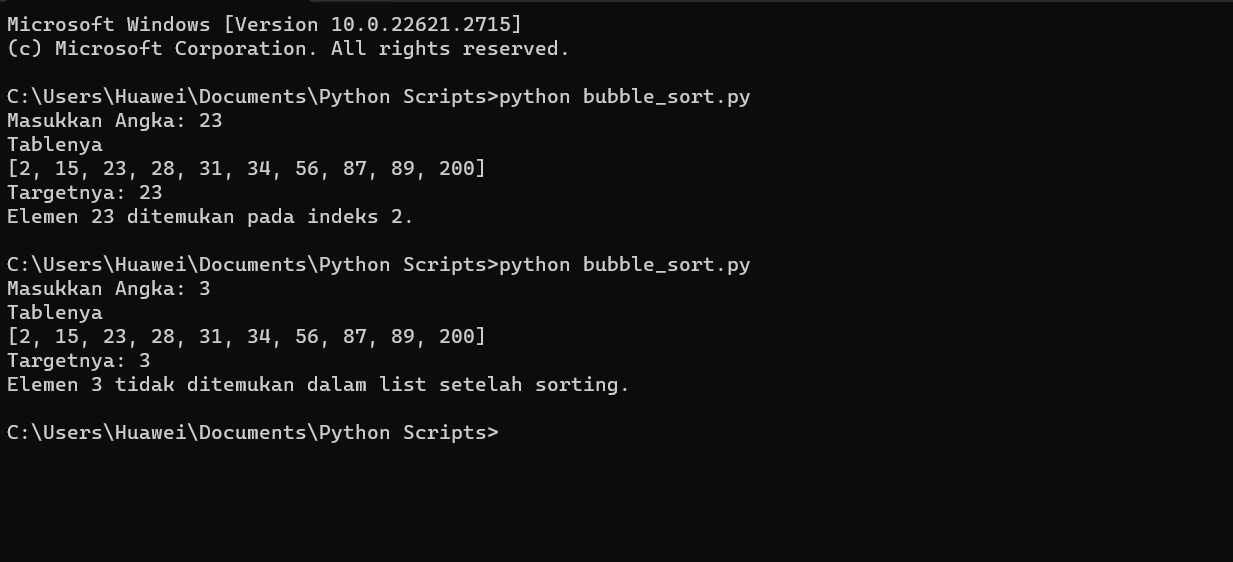 Microsoft Windows [Version 10.0.22621.2715]
(c) Microsoft Corporation. All rights reserved.
C:\Users\Huawei\Documents\Python Scripts>python bubble_sort.py
Masukkan Angka: 23
Tablenya
[2, 15, 23, 28, 31, 34, 56, 87, 89, 200]
Targetnya: 23
Elemen 23 ditemukan pada indeks 2.
C:\Users\Huawei\Documents\Python Scripts>python bubble_sort.py
Masukkan Angka: 3
Tablenya
[2, 15, 23, 28, 31, 34, 56, 87, 89, 200]
Targetnya: 3
Elemen 3 tidak ditemukan dalam list setelah sorting.
C:\Users\Huawei\Documents\Python Scripts>